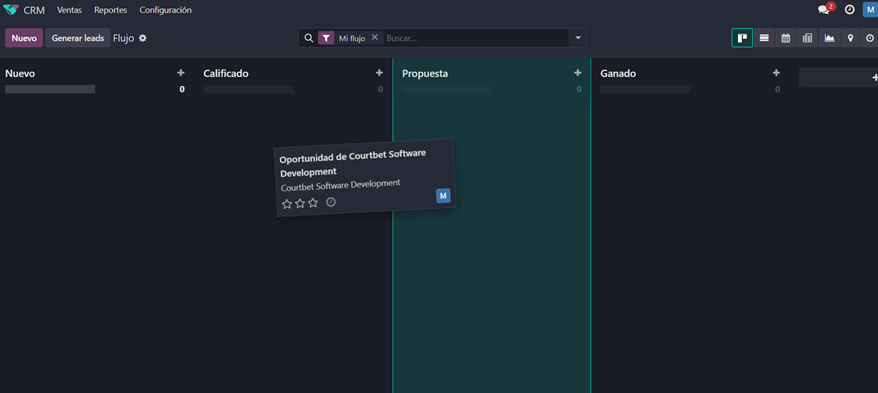 CRM Ventas Reportes Configuración 2 M
Nuevo Generar leads Flujo Mi flujo Buscar...
Nuevo Calificado Propuesta Ganado
0 0 0 0
Oportunidad de Courtbet Software
Development
Courtbet Software Development
M